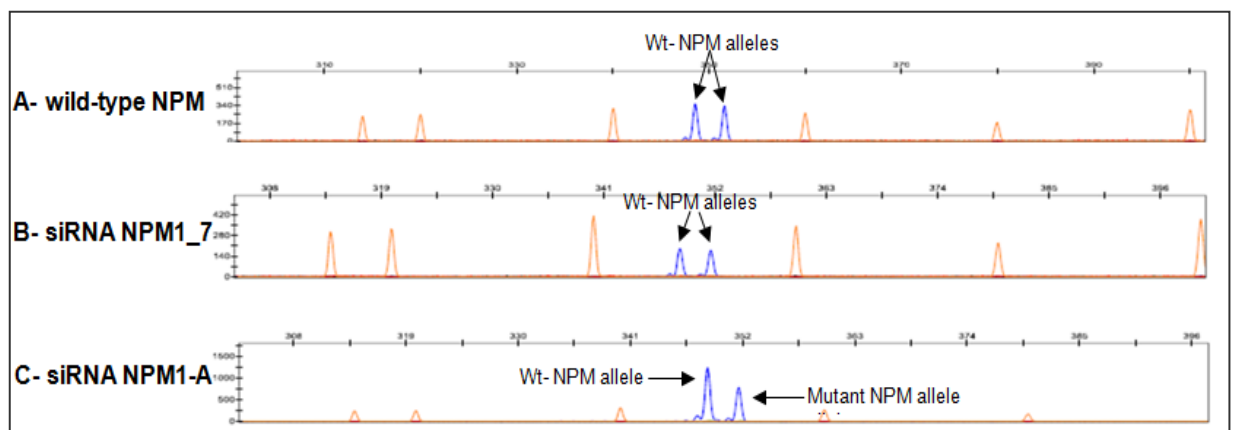 Wt- NPM alleles
310 330 350 370 390
A- wild-type NPM
510
340
170
0
308 319 330 341 352 363 374 385 396
Wt- NPM alleles
B- siRNA NPM1_7
420
280
140
0
308 319 330 341 352 363 374 385 396
C- siRNA NPM1-A
1500
1000
500
0
Wt- NPM allele
Mutant NPM allele